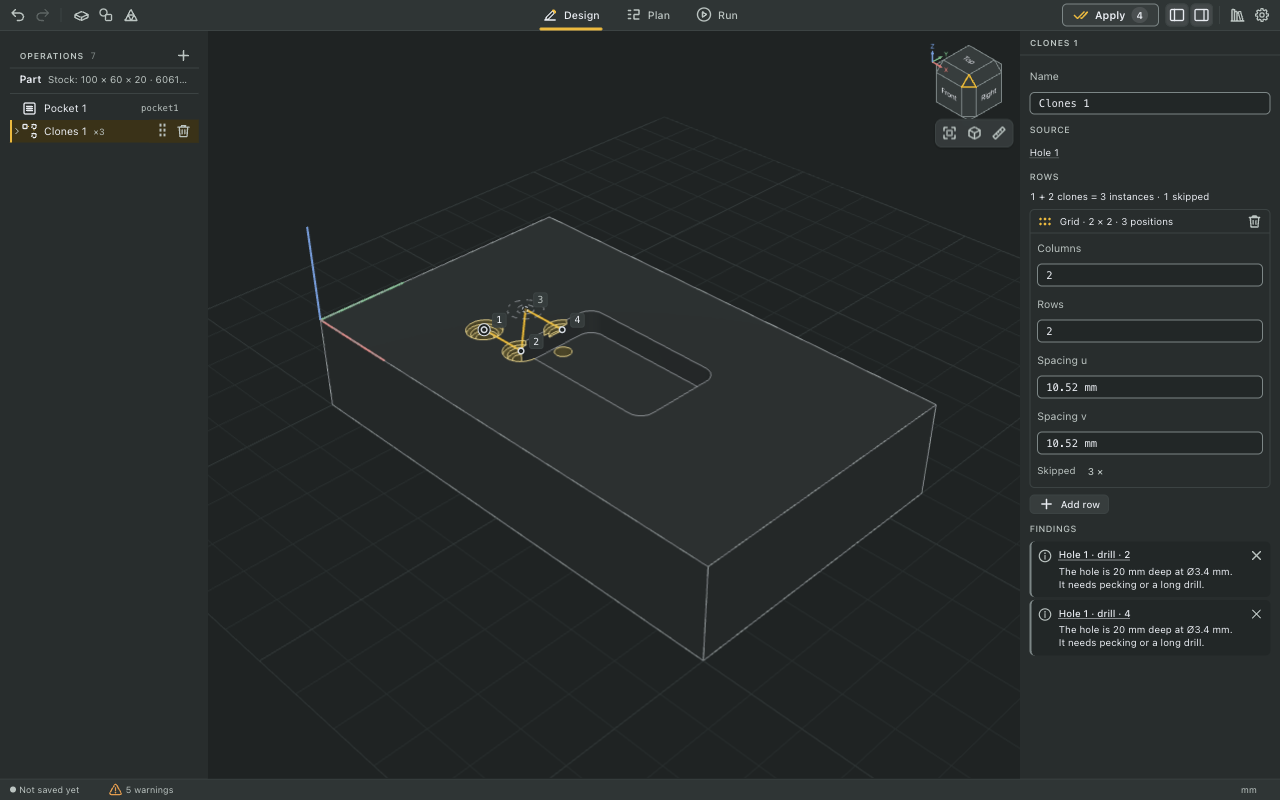 Design
Plan
Run
Apply 4
OPERATIONS 7
Part Stock: 100 × 60 × 20 · 6061...
Pocket 1 pocket1
Clones 1 ×3
Z
Y
X
Top
Front
Right
1
2
3
4
CLONES 1
Name
Clones 1
SOURCE
Hole 1
ROWS
1 + 2 clones = 3 instances · 1 skipped
Grid · 2 × 2 · 3 positions
Columns
2
Rows
2
Spacing u
10.52 mm
Spacing v
10.52 mm
Skipped 3 ×
Add row
FINDINGS
Hole 1 · drill · 2
The hole is 20 mm deep at Ø3.4 mm.
It needs pecking or a long drill.
Hole 1 · drill · 4
The hole is 20 mm deep at Ø3.4 mm.
It needs pecking or a long drill.
Not saved yet
5 warnings
mm